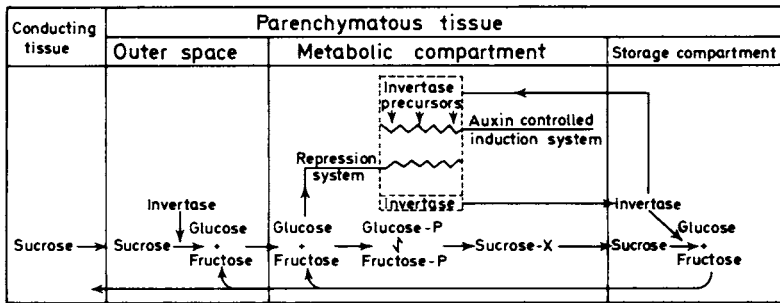 Conducting
tissue
Parenchymatous tissue
Outer space
Metabolic compartment
Storage compartment
Invertase
precursors
Auxin controlled
induction system
Repression
system
Invertase
Invertase
Invertase
Glucose
Glucose
Glucose-P
Glucose
Sucrose
Sucrose
+
+
Sucrose-X
Sucrose
+
Fructose
Fructose
Fructose-P
Fructose